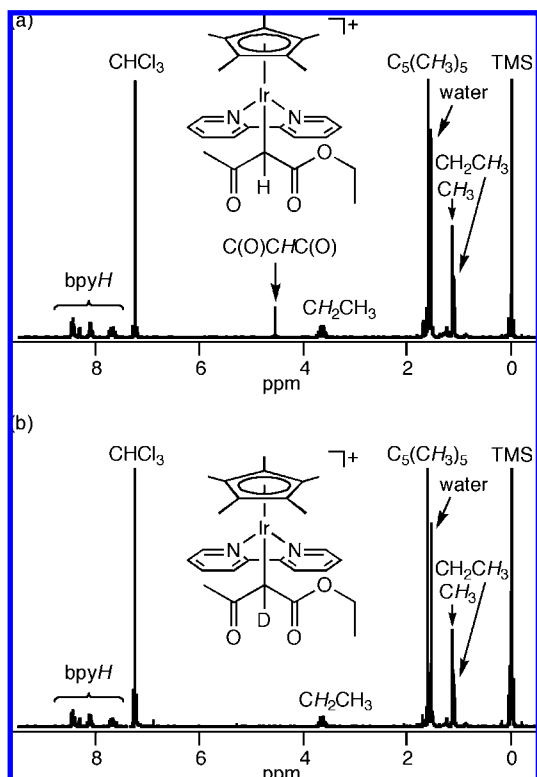 (a)
]+
CHCl3
C5(CH3)5
TMS
water
Ir
N N
CH2CH3
CH3
O
H
O O
C(O)CHC(O)
bpyH
CH2CH3
8 6 4 2 0
ppm
(b)
]+
CHCl3
C5(CH3)5
TMS
water
Ir
N N
CH2CH3
CH3
O
D
O O
bpyH
CH2CH3
8 6 4 2 0
ppm